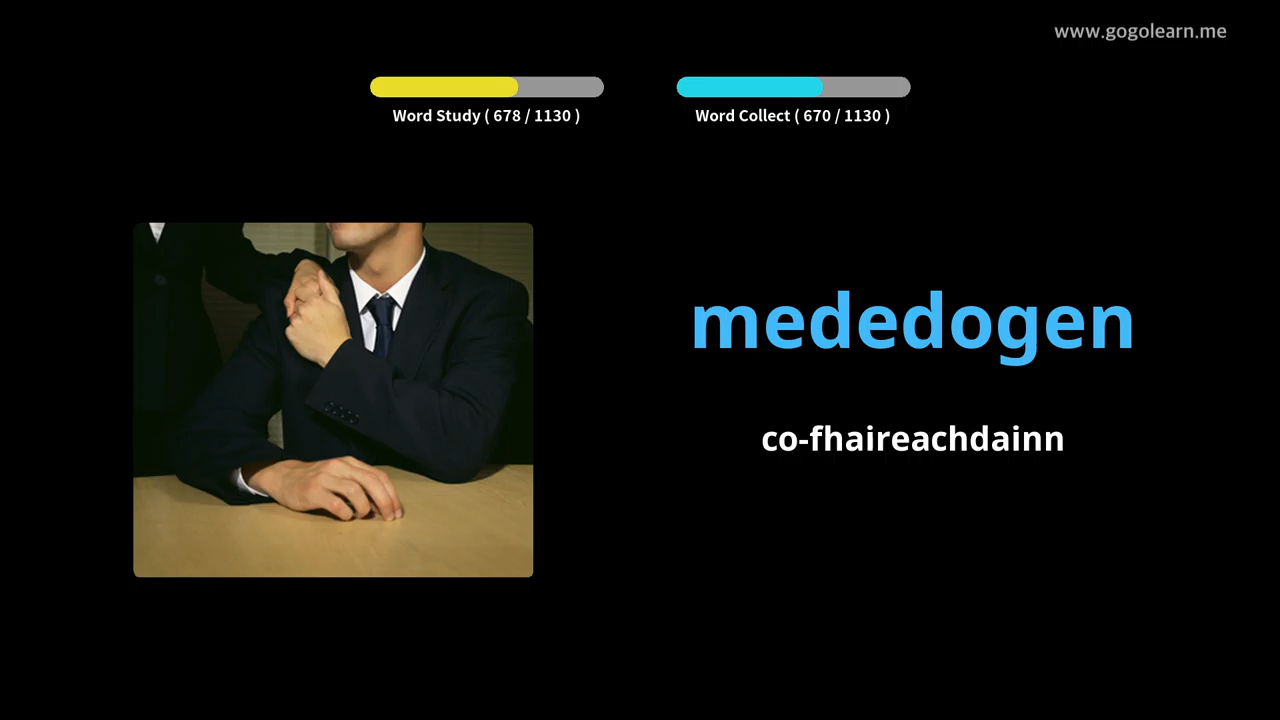 www.gogolearn.me
Word Study ( 678 / 1130 )
Word Collect ( 670 / 1130 )
mededogen
co-fhaireachdainn